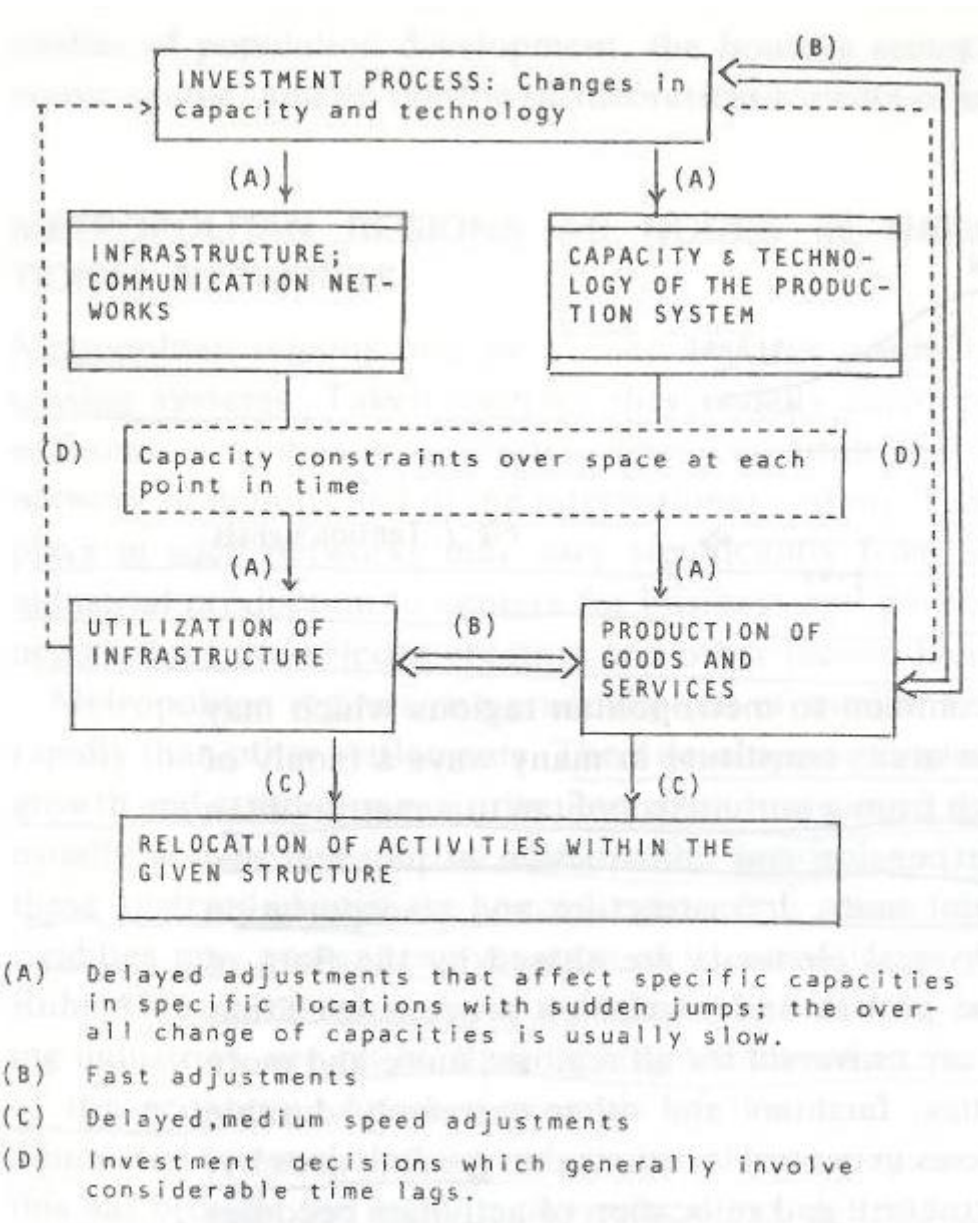 (B)
INVESTMENT PROCESS: Changes in
capacity and technology
(A)
(A)
INFRASTRUCTURE;
COMMUNICATION NET-
WORKS
CAPACITY & TECHNO-
LOGY OF THE PRODUC-
TION SYSTEM
(D)
Capacity constraints over space at each
point in time
(D)
(A)
(A)
UTILIZATION OF
INFRASTRUCTURE
(B)
PRODUCTION OF
GOODS AND
SERVICES
(C)
(C)
RELOCATION OF ACTIVITIES WITHIN THE
GIVEN STRUCTURE
(A) Delayed adjustments that affect specific capacities
in specific locations with sudden jumps; the over-
all change of capacities is usually slow.
(B) Fast adjustments
(C) Delayed,medium speed adjustments
(D) Investment decisions which generally involve
considerable time lags.